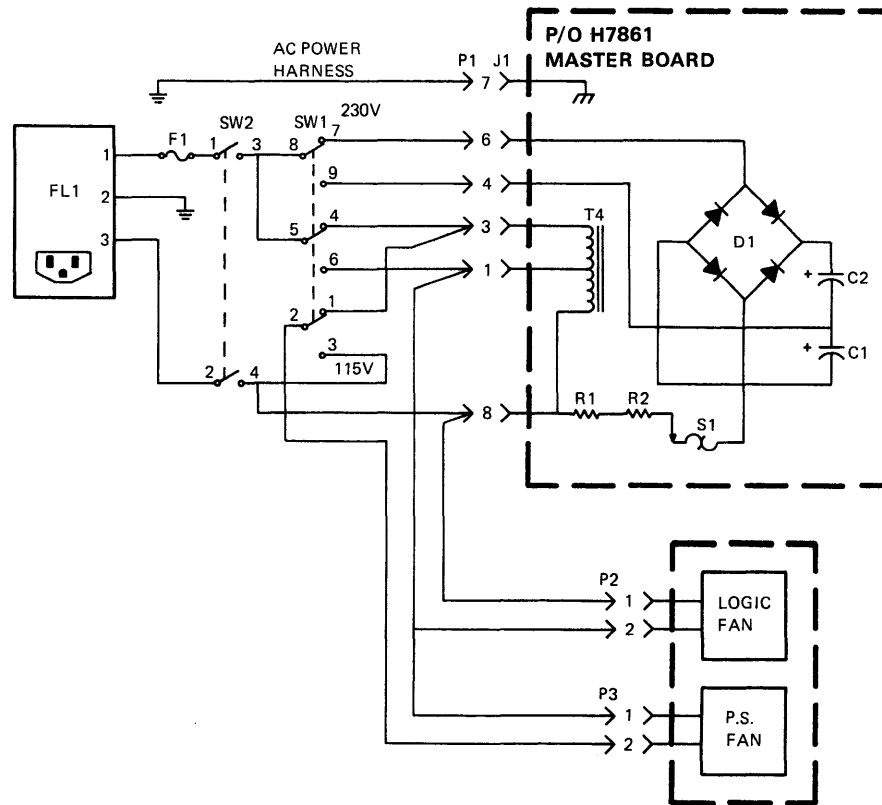 P/O H7861
MASTER BOARD
AC POWER
HARNESS
P1 J1
7
230V
SW2
SW1
7
F1
1
3
8
6
1
FL1
2
3
9
4
5
4
3
T4
D1
6
1
C2
+
1
2
3
115V
+
C1
2
4
8
R1
R2
S1
P2
1
2
LOGIC
FAN
P3
1
2
P.S.
FAN